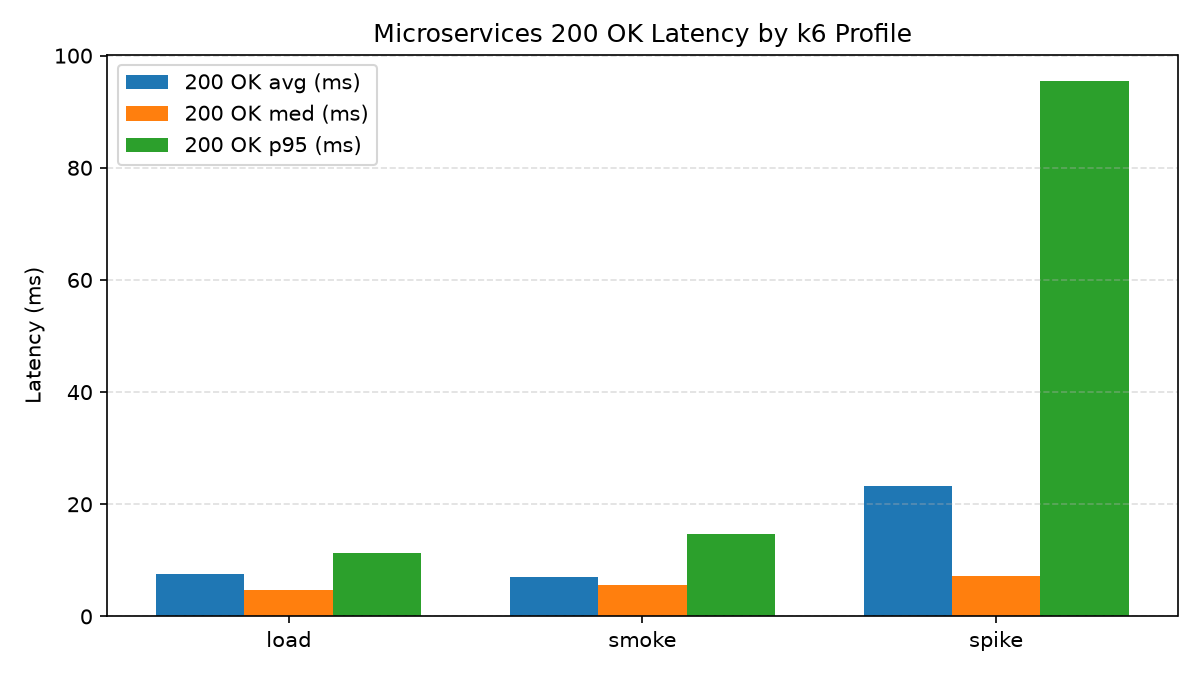 Microservices 200 OK Latency by k6 Profile
200 OK avg (ms)
200 OK med (ms)
200 OK p95 (ms)
Latency (ms)
100
80
60
40
20
0
load
smoke
spike